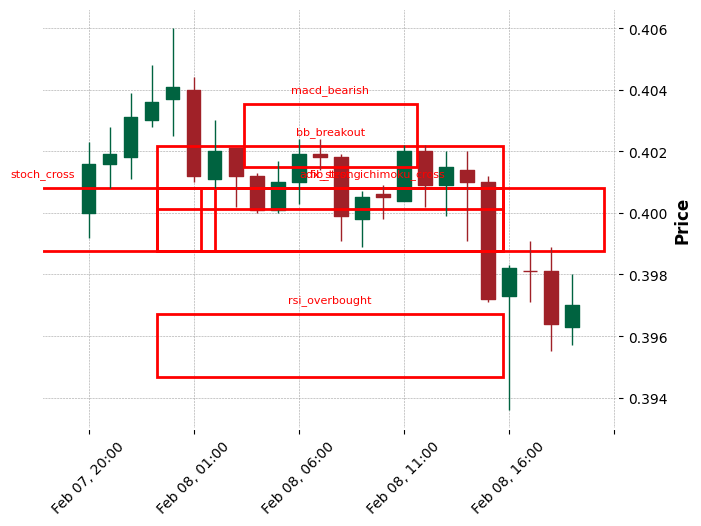 0.406
0.404
0.402
0.400
0.398
0.396
0.394
Price
macd_bearish
bb_breakout
stoch_cross
rsi_overbought
Feb 07, 20:00
Feb 08, 01:00
Feb 08, 06:00
Feb 08, 11:00
Feb 08, 16:00